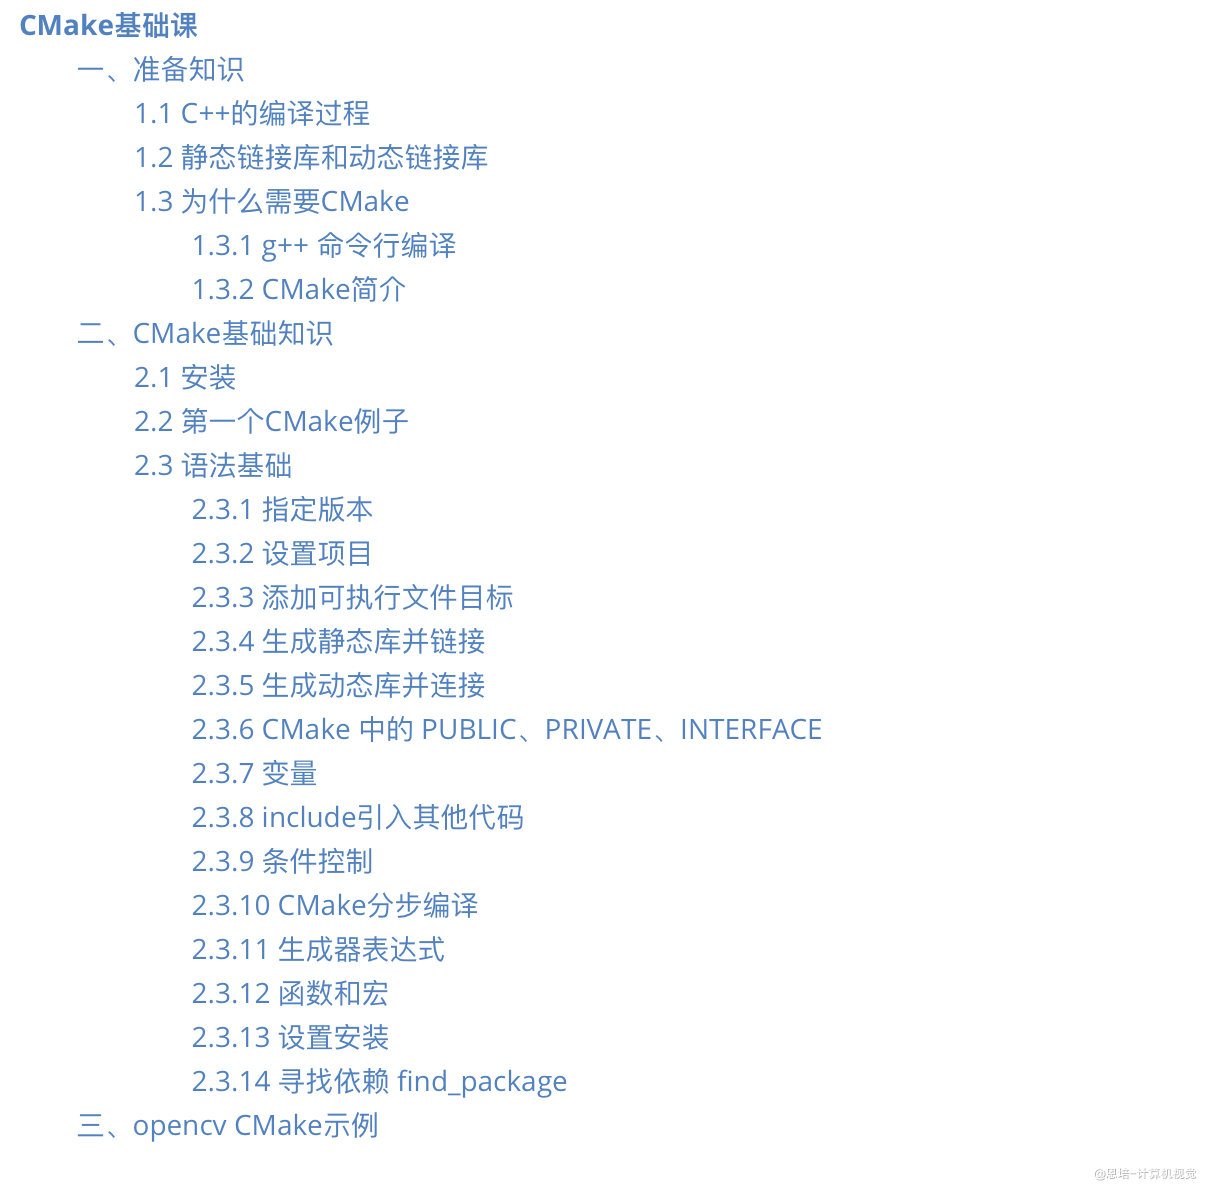 CMake基础课
一、准备知识
1.1 C++的编译过程
1.2 静态链接库和动态链接库
1.3 为什么需要CMake
1.3.1 g++ 命令行编译
1.3.2 CMake简介
二、CMake基础知识
2.1 安装
2.2 第一个CMake例子
2.3 语法基础
2.3.1 指定版本
2.3.2 设置项目
2.3.3 添加可执行文件目标
2.3.4 生成静态库并链接
2.3.5 生成动态库并连接
2.3.6 CMake 中的 PUBLIC、PRIVATE、INTERFACE
2.3.7 变量
2.3.8 include引入其他代码
2.3.9 条件控制
2.3.10 CMake分步编译
2.3.11 生成器表达式
2.3.12 函数和宏
2.3.13 设置安装
2.3.14 寻找依赖 find_package
三、opencv CMake示例
@恩培-计算机视觉